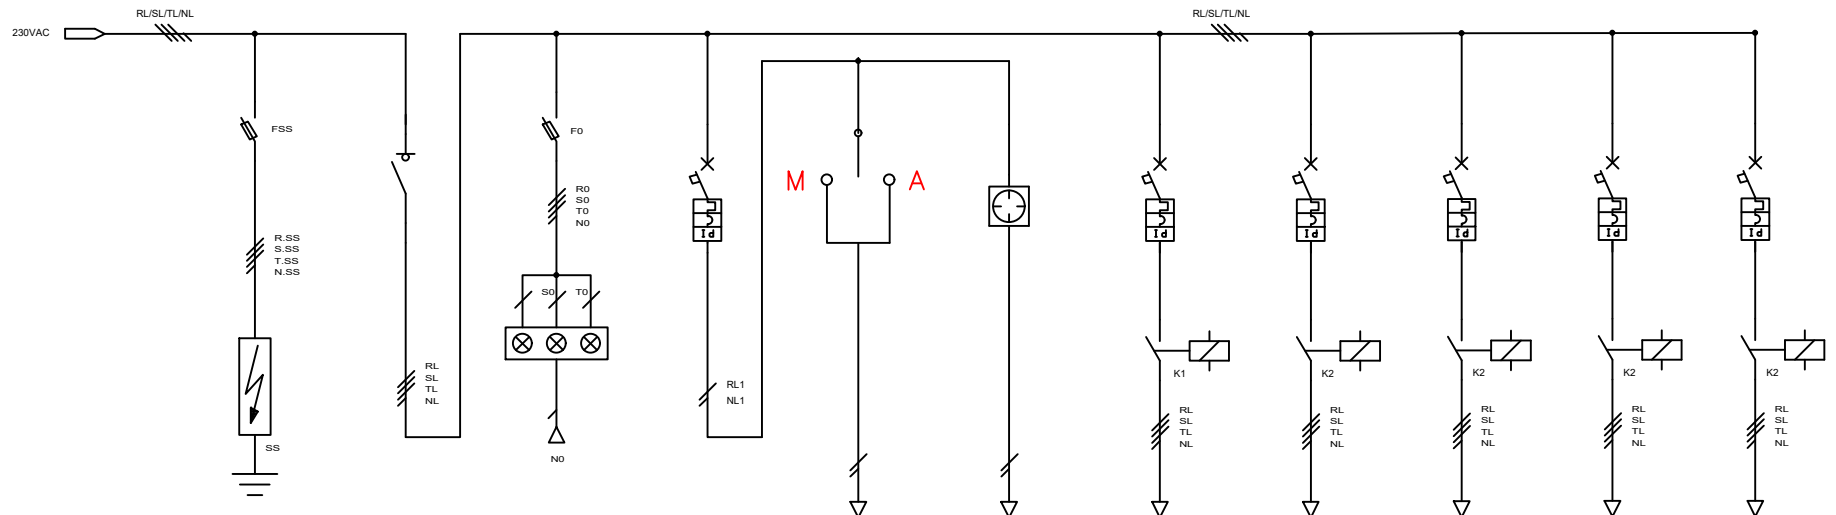 RL/SL/TL/NL
RL/SL/TL/NL
230VAC
FSS
F0
M
A
R0
S0
T0
N0
R.SS
S.SS
T.SS
N.SS
Id
Id
Id
Id
Id
Id
S0
T0
K1
K2
K2
K2
K2
RL
SL
TL
NL
RL1
NL1
RL
SL
TL
NL
RL
SL
TL
NL
RL
SL
TL
NL
RL
SL
TL
NL
RL
SL
TL
NL
SS
N0